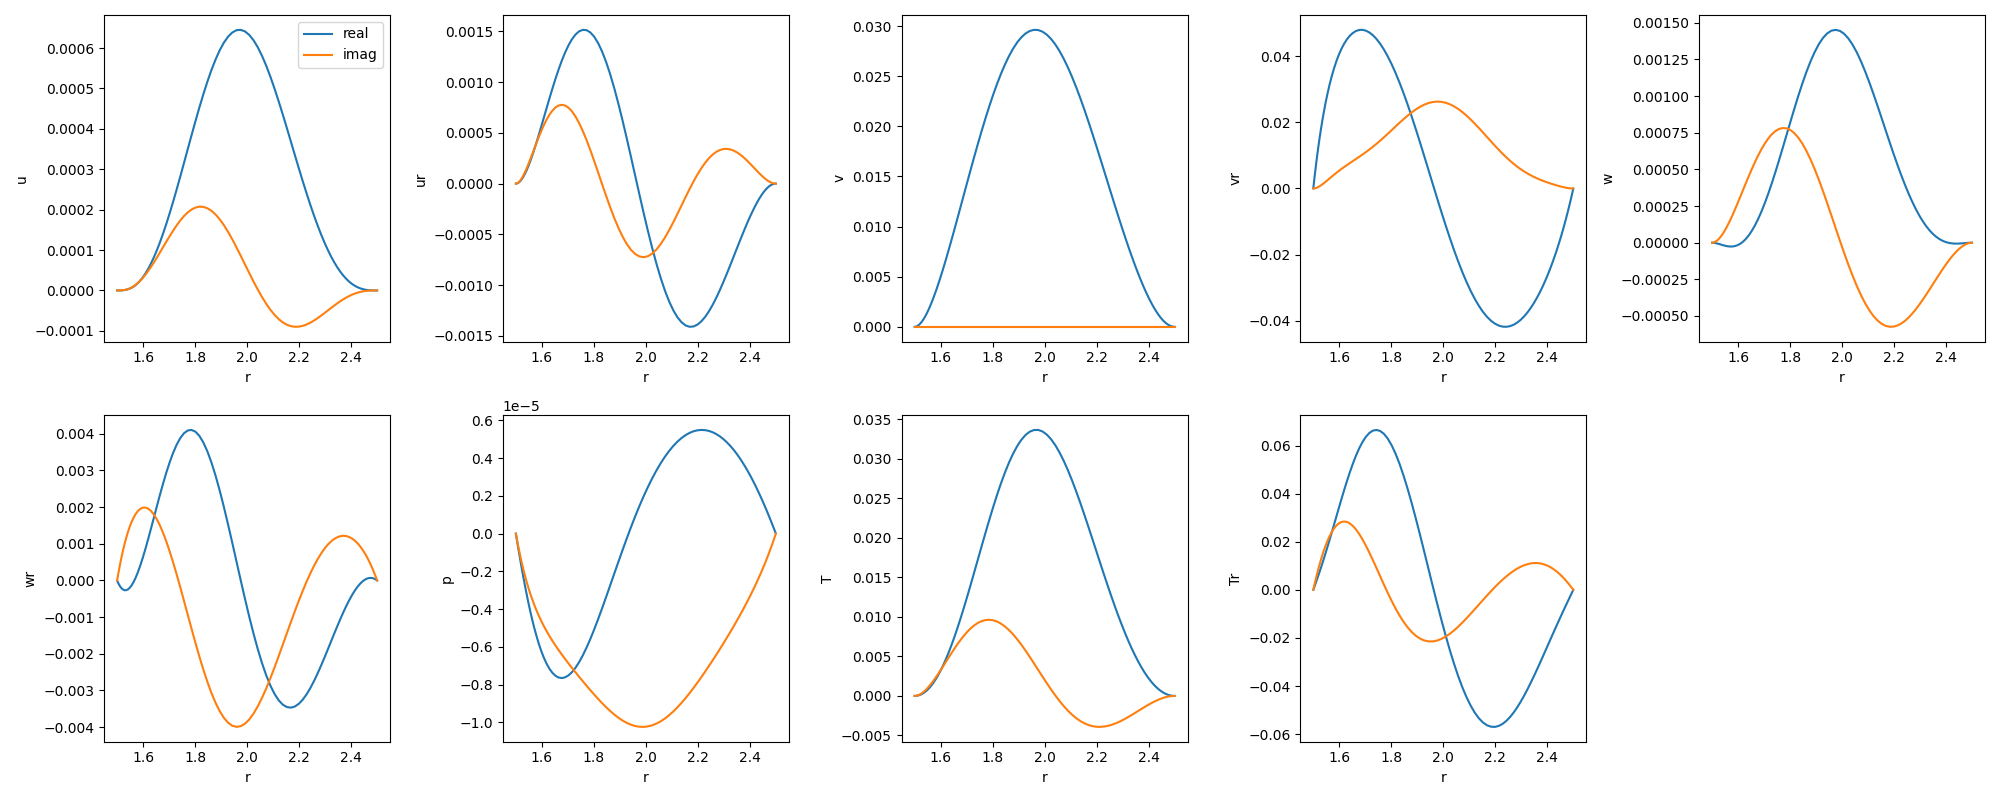 real
imag
0.0006
0.0005
0.0004
0.0003
0.0002
0.0001
0.0000
−0.0001
u
1.6 1.8 2.0 2.2 2.4
r
0.0015
0.0010
0.0005
0.0000
−0.0005
−0.0010
−0.0015
ur
1.6 1.8 2.0 2.2 2.4
r
0.030
0.025
0.020
0.015
0.010
0.005
0.000
v
1.6 1.8 2.0 2.2 2.4
r
0.04
0.02
0.00
−0.02
−0.04
vr
1.6 1.8 2.0 2.2 2.4
r
0.00150
0.00125
0.00100
0.00075
0.00050
0.00025
0.00000
−0.00025
−0.00050
w
1.6 1.8 2.0 2.2 2.4
r
0.004
0.003
0.002
0.001
0.000
−0.001
−0.002
−0.003
−0.004
wr
1.6 1.8 2.0 2.2 2.4
r
1e−5
0.6
0.4
0.2
0.0
−0.2
−0.4
−0.6
−0.8
−1.0
p
1.6 1.8 2.0 2.2 2.4
r
0.035
0.030
0.025
0.020
0.015
0.010
0.005
0.000
−0.005
T
1.6 1.8 2.0 2.2 2.4
r
0.06
0.04
0.02
0.00
−0.02
−0.04
−0.06
Tr
1.6 1.8 2.0 2.2 2.4
r